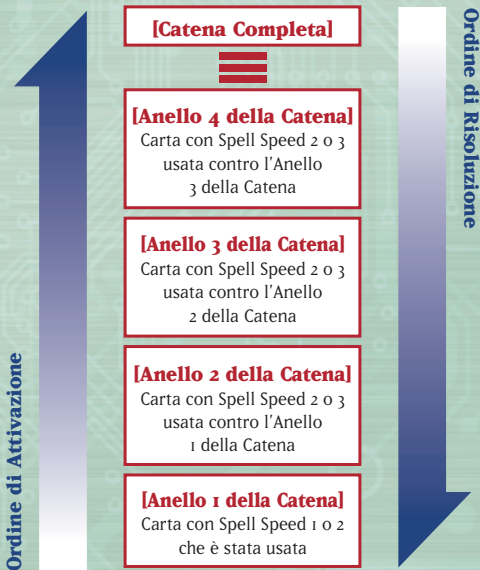 [Catena Completa]
[Anello 4 della Catena]
Carta con Spell Speed 2 o 3
usata contro l'Anello
3 della Catena
[Anello 3 della Catena]
Carta con Spell Speed 2 o 3
usata contro l'Anello
2 della Catena
[Anello 2 della Catena]
Carta con Spell Speed 2 o 3
usata contro l'Anello
1 della Catena
[Anello 1 della Catena]
Carta con Spell Speed 1 o 2
che è stata usata
Ordine di Attivazione
Ordine di Risoluzione